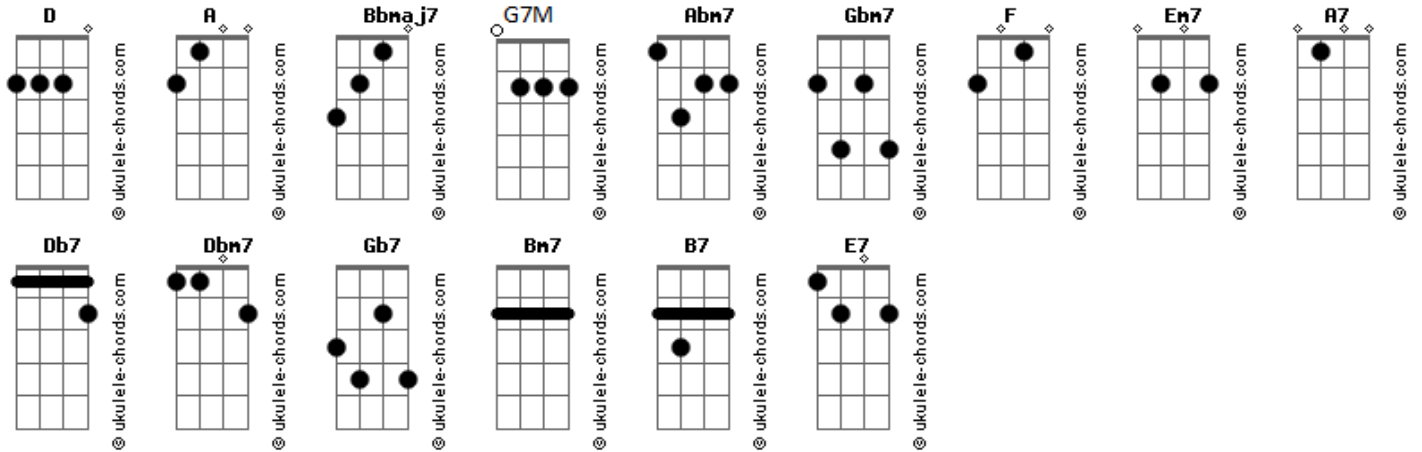 D A Bbmaj7 G7M Abm7 Gbm7 F Em7 A7
© ukulele-chords.com © ukulele-chords.com © ukulele-chords.com © ukulele-chords.com © ukulele-chords.com © ukulele-chords.com © ukulele-chords.com © ukulele-chords.com © ukulele-chords.com
Db7 Dbm7 Gb7 Bm7 B7 E7
© ukulele-chords.com © ukulele-chords.com © ukulele-chords.com © ukulele-chords.com © ukulele-chords.com © ukulele-chords.com